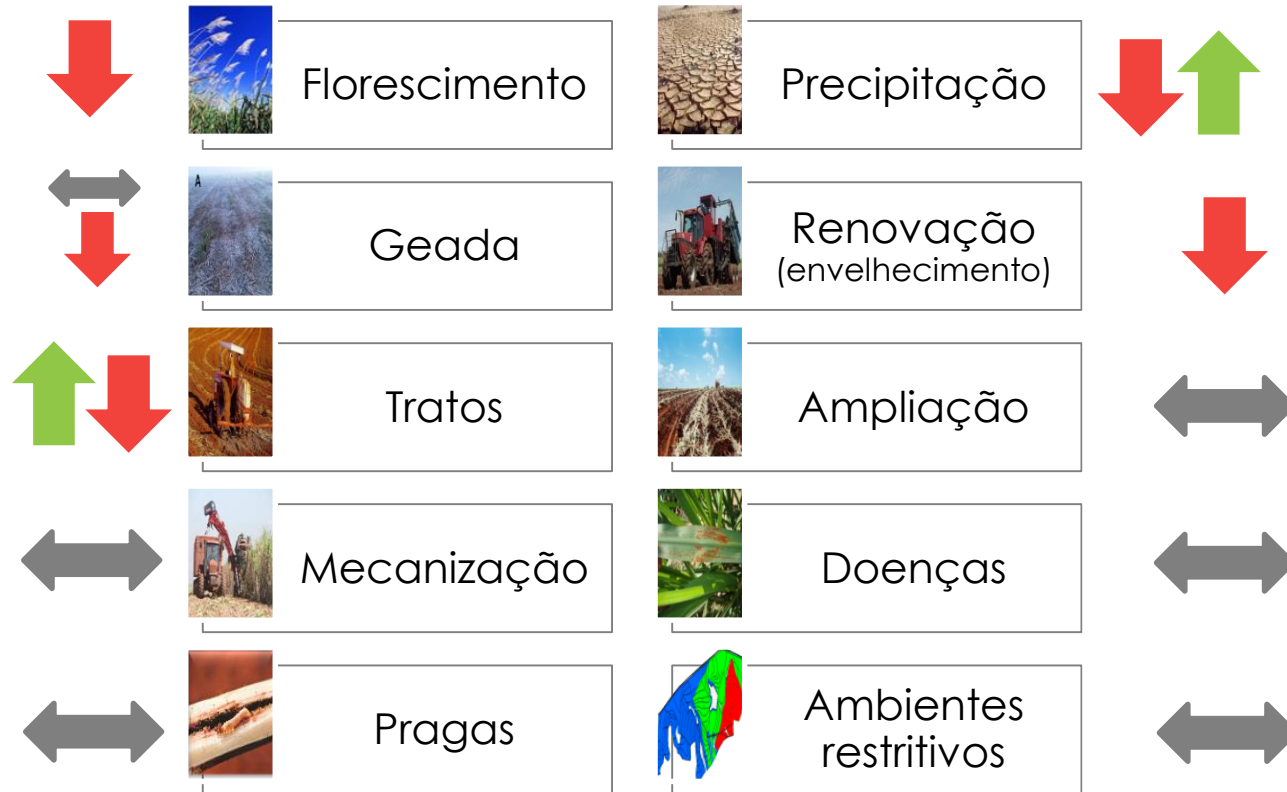 Florescimento
Precipitação
A
Geada
Renovação
(envelhecimento)
Tratos
Ampliação
Mecanização
Doenças
Pragas
Ambientes
restritivos